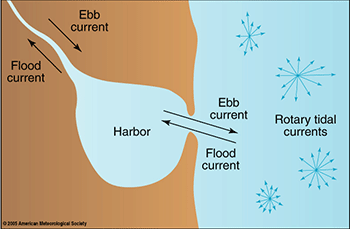 Ebb
current
Flood
current
Harbor
Ebb
current
Flood
current
Rotary tidal
currents
© 2005 American Meteorological Society